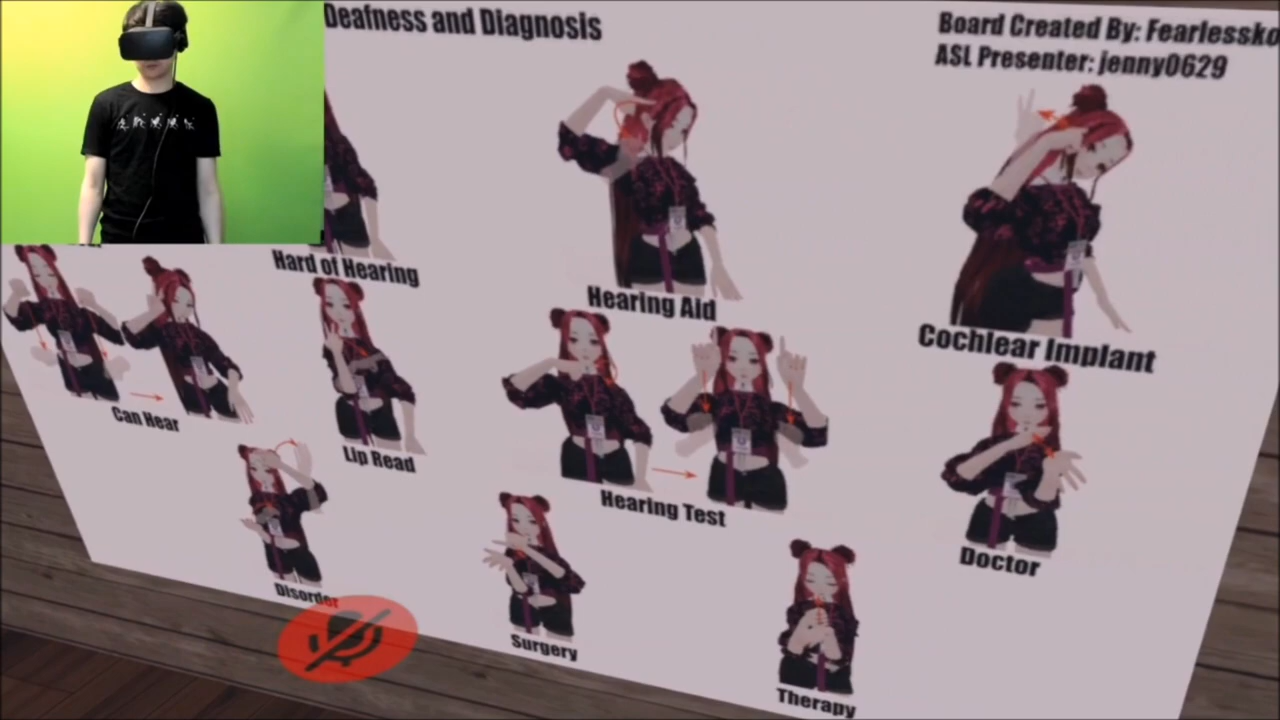 Deafness and Diagnosis
Board Created By: Fearlessko
ASL Presenter: jenny0629
Hard of Hearing
Hearing Aid
Cochlear Implant
Can Hear
Lip Read
Hearing Test
Doctor
Disorder
Surgery
Therapy